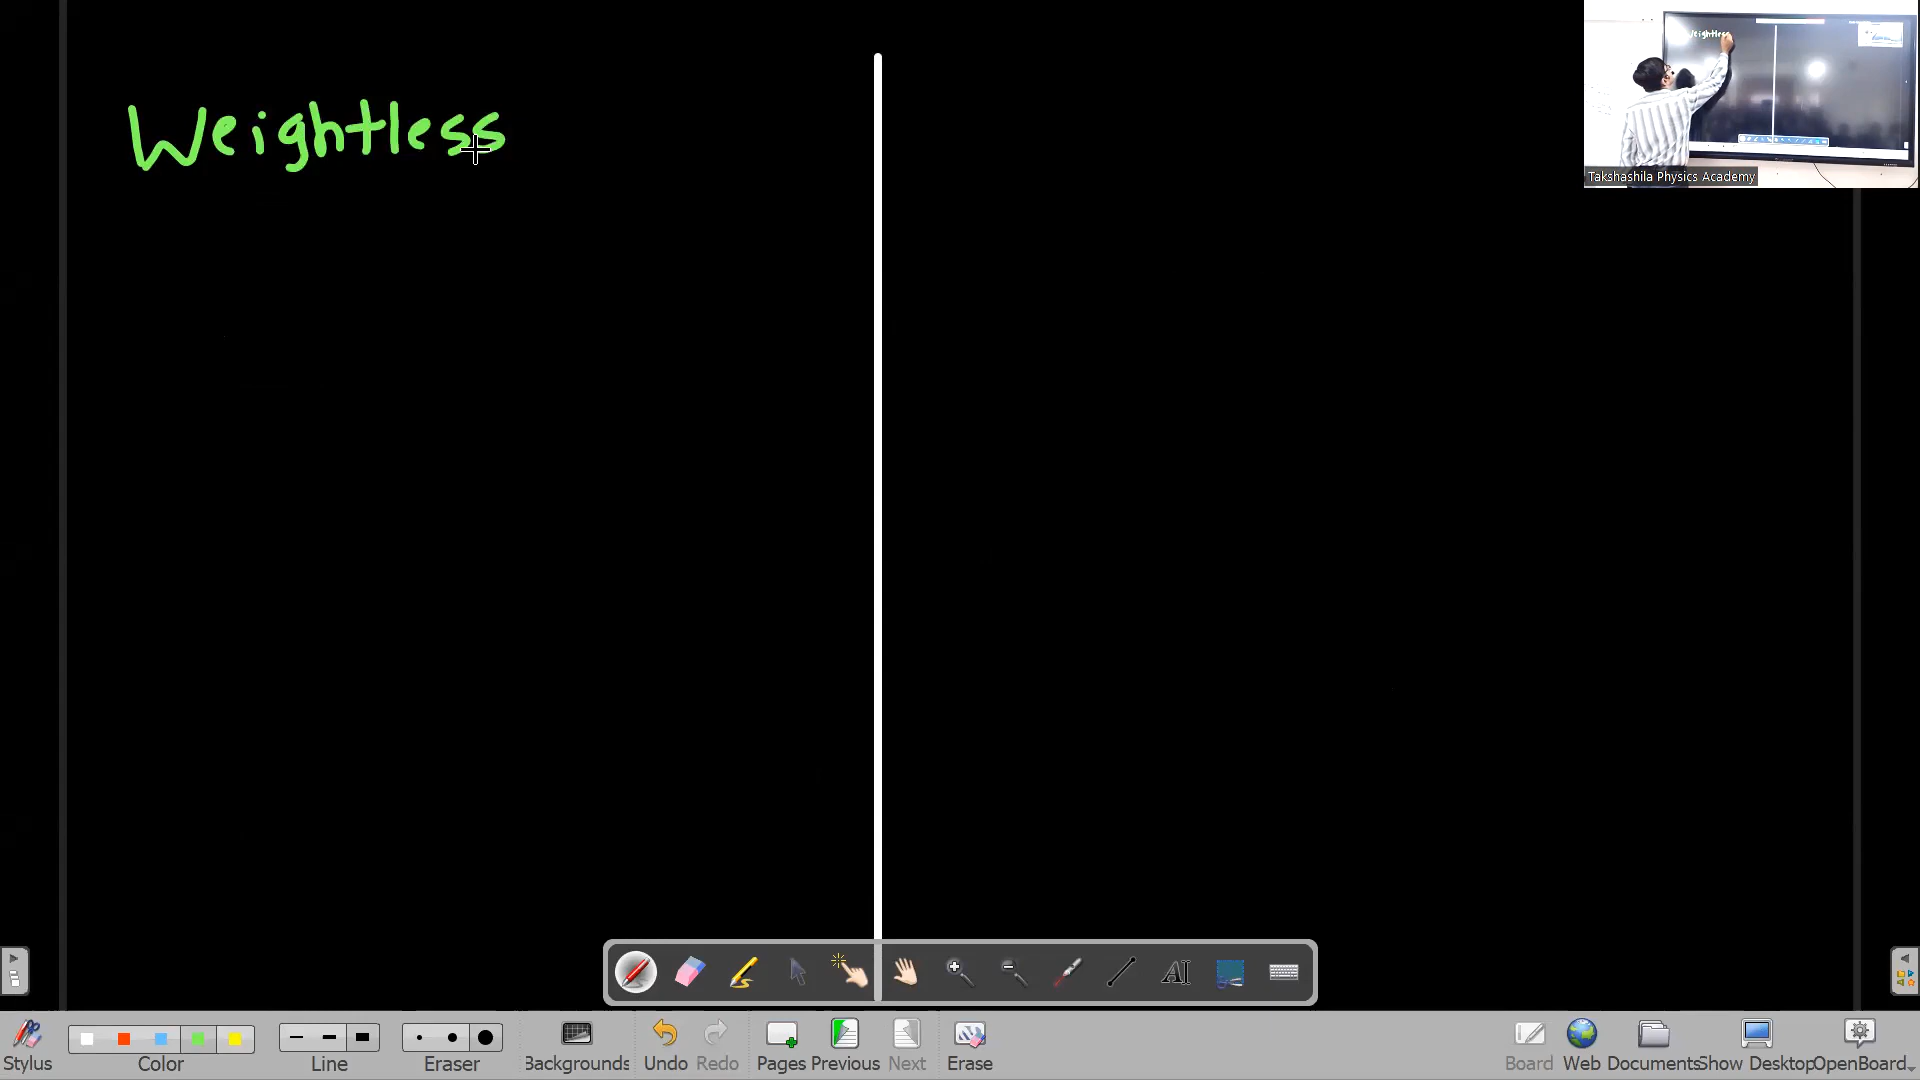 Weightless
Takshashila Physics Academy
Stylus
Color
Line
Eraser
Backgrounds
Undo
Redo
Pages
Previous
Next
Erase
Board
Web
Documents
Show Desktop
OpenBoard